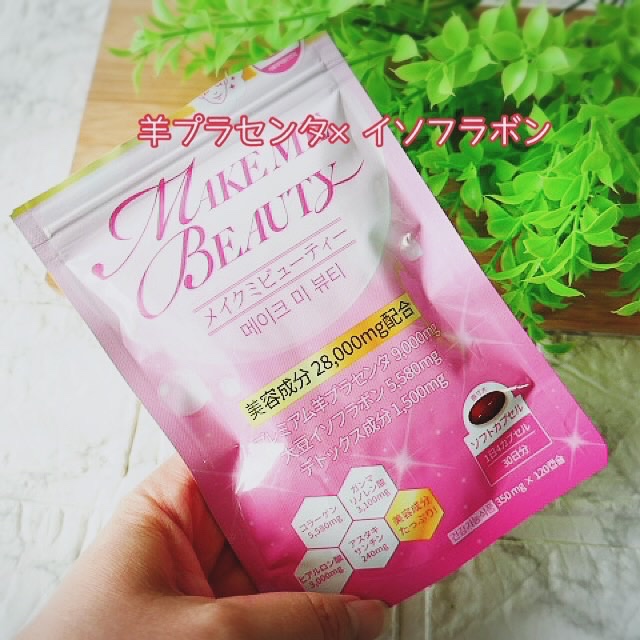 羊プラセンタ× イソフラボン
MAKE M
BEAUTY
メイクミビューティー
메이크 미 뷰티
美容成分 28,000mg配合
プレミアム羊プラセンタ 9,000mg
大豆イソフラボン 5,580mg
デトックス成分 1,500mg
ガンマ
リノレン酸
3,100mg
コラーゲン
5,580mg
美容成分
たっぷり!
アスタキ
サンチン
240mg
ヒアルロン酸
3,000mg
ソフトカプセル
1日4カプセル
30日分
350mg×120캡슐